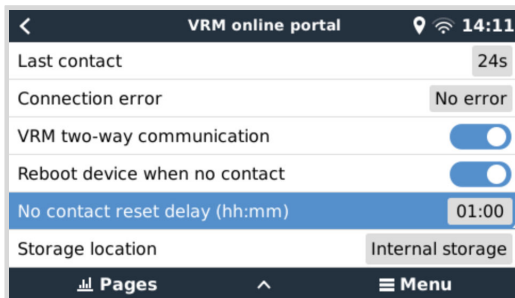 VRM online portal 14:11
Last contact 24s
Connection error No error
VRM two-way communication
Reboot device when no contact
No contact reset delay (hh:mm) 01:00
Storage location Internal storage
Pages Menu